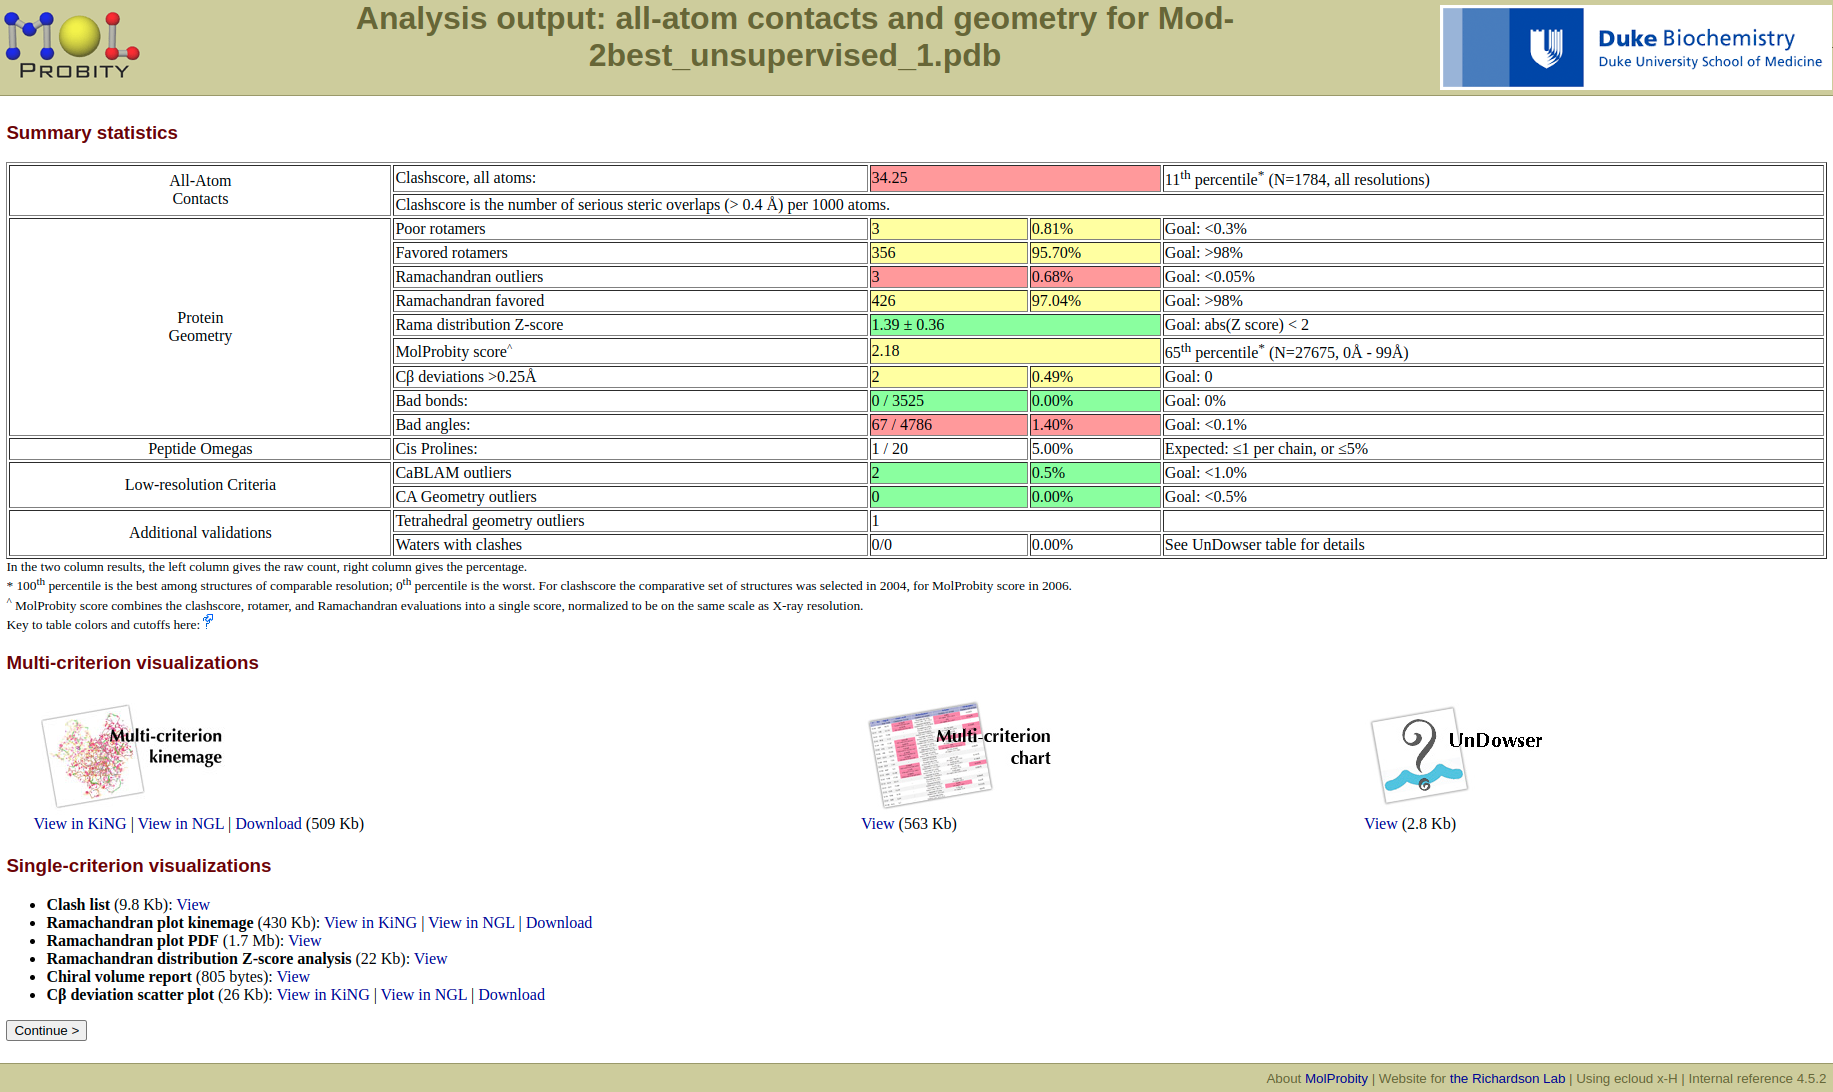 MOL
PROBITY
Analysis output: all-atom contacts and geometry for Mod-
2best_unsupervised_1.pdb
Duke Biochemistry
Duke University School of Medicine
Summary statistics
All-Atom
Contacts
Clashscore, all atoms: 34.25 11th percentile* (N=1784, all resolutions)
Clashscore is the number of serious steric overlaps (> 0.4 Å) per 1000 atoms.
Protein
Geometry
Poor rotamers 3 0.81% Goal: <0.3%
Favored rotamers 356 95.70% Goal: >98%
Ramachandran outliers 3 0.68% Goal: <0.05%
Ramachandran favored 426 97.04% Goal: >98%
Rama distribution Z-score 1.39 ± 0.36 Goal: abs(Z score) < 2
MolProbity score^ 2.18 65th percentile* (N=27675, 0Å - 99Å)
Cβ deviations >0.25Å 2 0.49% Goal: 0
Bad bonds: 0 / 3525 0.00% Goal: 0%
Bad angles: 67 / 4786 1.40% Goal: <0.1%
Peptide Omegas Cis Prolines: 1 / 20 5.00% Expected: ≤1 per chain, or ≤5%
Low-resolution Criteria
CaBLAM outliers 2 0.5% Goal: <1.0%
CA Geometry outliers 0 0.00% Goal: <0.5%
Additional validations
Tetrahedral geometry outliers 1
Waters with clashes 0/0 0.00% See UnDowser table for details
In the two column results, the left column gives the raw count, right column gives the percentage.
* 100th percentile is the best among structures of comparable resolution; 0th percentile is the worst. For clashscore the comparative set of structures was selected in 2004, for MolProbity score in 2006.
^ MolProbity score combines the clashscore, rotamer, and Ramachandran evaluations into a single score, normalized to be on the same scale as X-ray resolution.
Key to table colors and cutoffs here: ?
Multi-criterion visualizations
Multi-criterion
kinemage
View in KiNG | View in NGL | Download (509 Kb)
Multi-criterion
chart
View (563 Kb)
UnDowser
View (2.8 Kb)
Single-criterion visualizations
• Clash list (9.8 Kb): View
• Ramachandran plot kinemage (430 Kb): View in KiNG | View in NGL | Download
• Ramachandran plot PDF (1.7 Mb): View
• Ramachandran distribution Z-score analysis (22 Kb): View
• Chiral volume report (805 bytes): View
• Cβ deviation scatter plot (26 Kb): View in KiNG | View in NGL | Download
Continue >
About MolProbity | Website for the Richardson Lab | Using ecloud x-H | Internal reference 4.5.2